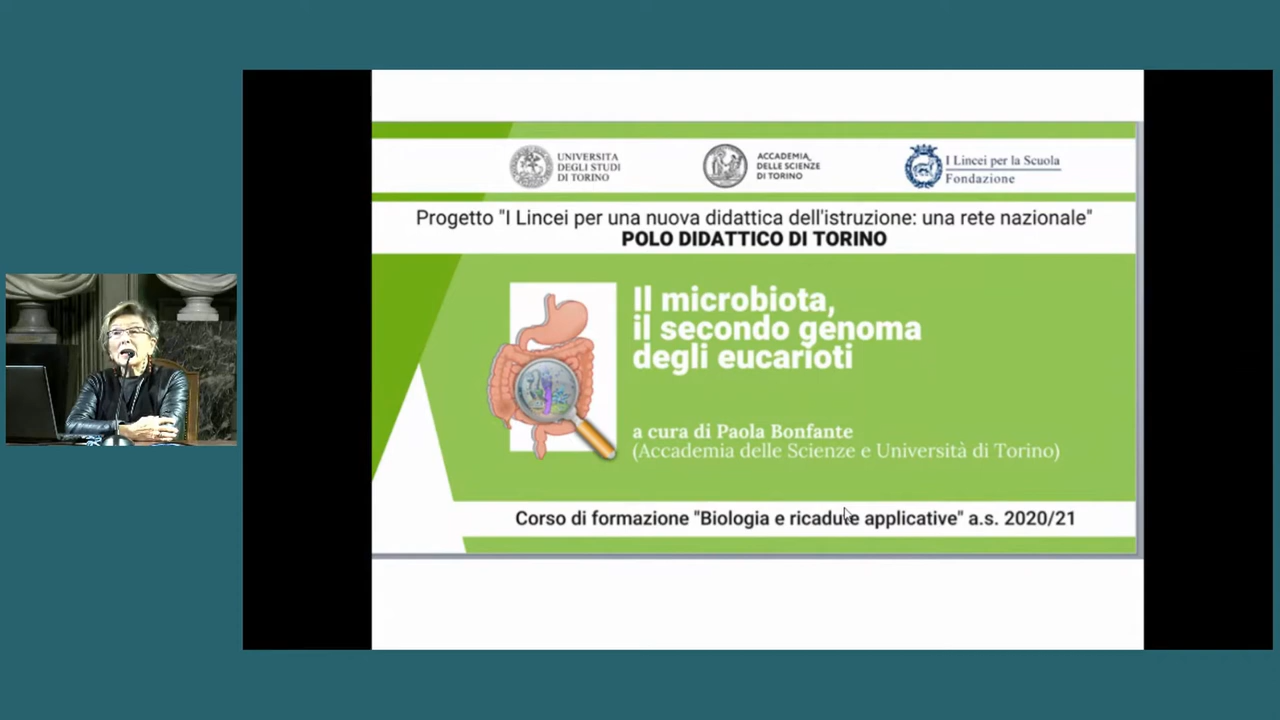 UNIVERSITÀ
DEGLI STUDI
DI TORINO
ACCADEMIA
DELLE SCIENZE
DI TORINO
I Lincei per la Scuola
Fondazione
Progetto "I Lincei per una nuova didattica dell'istruzione: una rete nazionale"
POLO DIDATTICO DI TORINO
Il microbiota,
il secondo genoma
degli eucarioti
a cura di Paola Bonfante
(Accademia delle Scienze e Università di Torino)
Corso di formazione "Biologia e ricadute applicative" a.s. 2020/21